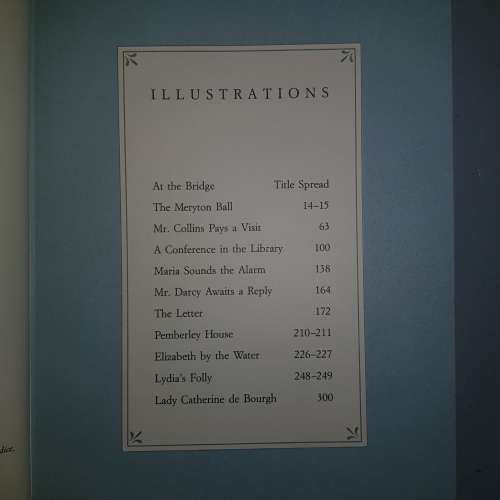 ILLUSTRATIONS
At the Bridge Title Spread
The Meryton Ball 14–15
Mr. Collins Pays a Visit 63
A Conference in the Library 100
Maria Sounds the Alarm 138
Mr. Darcy Awaits a Reply 164
The Letter 172
Pemberley House 210–211
Elizabeth by the Water 226–227
Lydia's Folly 248–249
Lady Catherine de Bourgh 300